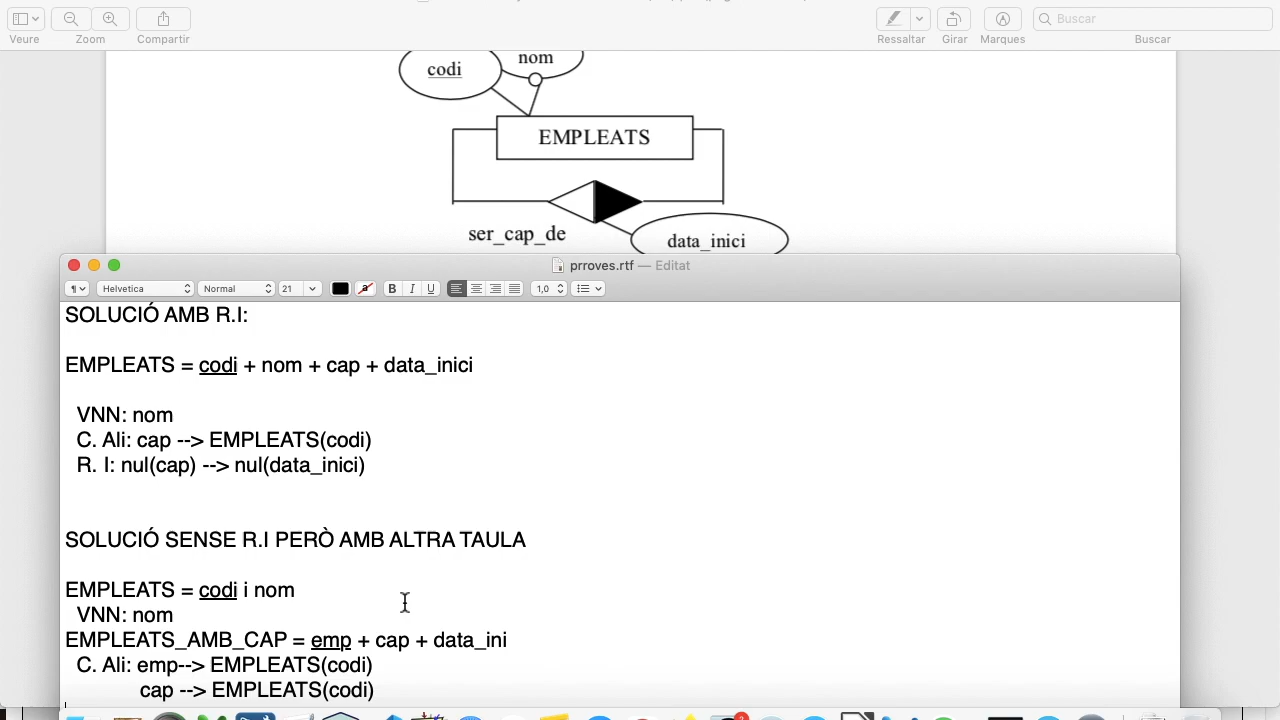 Veure
Zoom
Compartir
Ressaltar
Girar
Marques
Buscar
Buscar
codi
nom
EMPLEATS
ser_cap_de
data_inici
prroves.rtf — Editat
Helvetica
Normal
21
B I U
1,0
SOLUCIÓ AMB R.I:
EMPLEATS = codi + nom + cap + data_inici
VNN: nom
C. Ali: cap --> EMPLEATS(codi)
R. I: nul(cap) --> nul(data_inici)
SOLUCIÓ SENSE R.I PERÒ AMB ALTRA TAULA
EMPLEATS = codi i nom
VNN: nom
EMPLEATS_AMB_CAP = emp + cap + data_ini
C. Ali: emp--> EMPLEATS(codi)
cap --> EMPLEATS(codi)